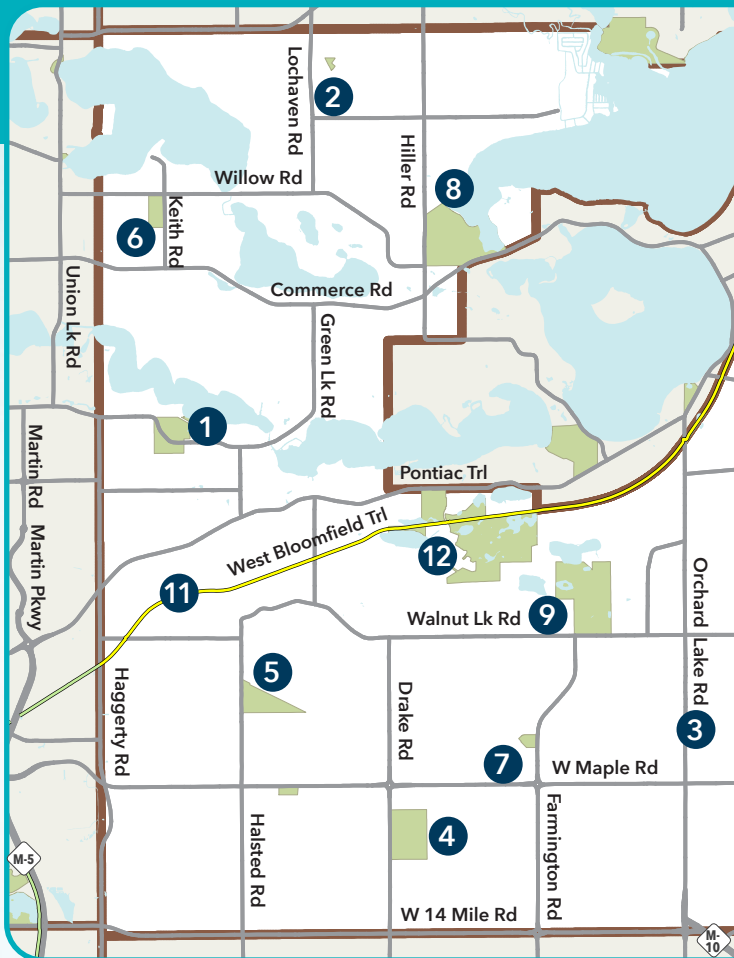 Lochaven Rd
2
Hiller Rd
8
Willow Rd
Keith Rd
6
Union Lk Rd
Commerce Rd
Green Lk Rd
1
Martin Rd
Pontiac Trl
West Bloomfield Trl
Martin Pkwy
12
11
Orchard Lake Rd
9
Walnut Lk Rd
5
Haggerty Rd
Drake Rd
3
7
W Maple Rd
Halsted Rd
4
Farmington Rd
M-5
W 14 Mile Rd
M-
10